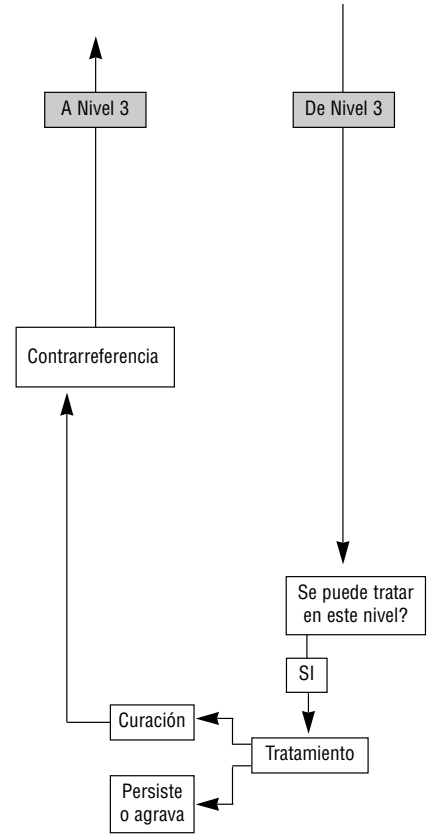 A Nivel 3
De Nivel 3
Contrarreferencia
Se puede tratar
en este nivel?
SI
Curación
Tratamiento
Persiste
o agrava